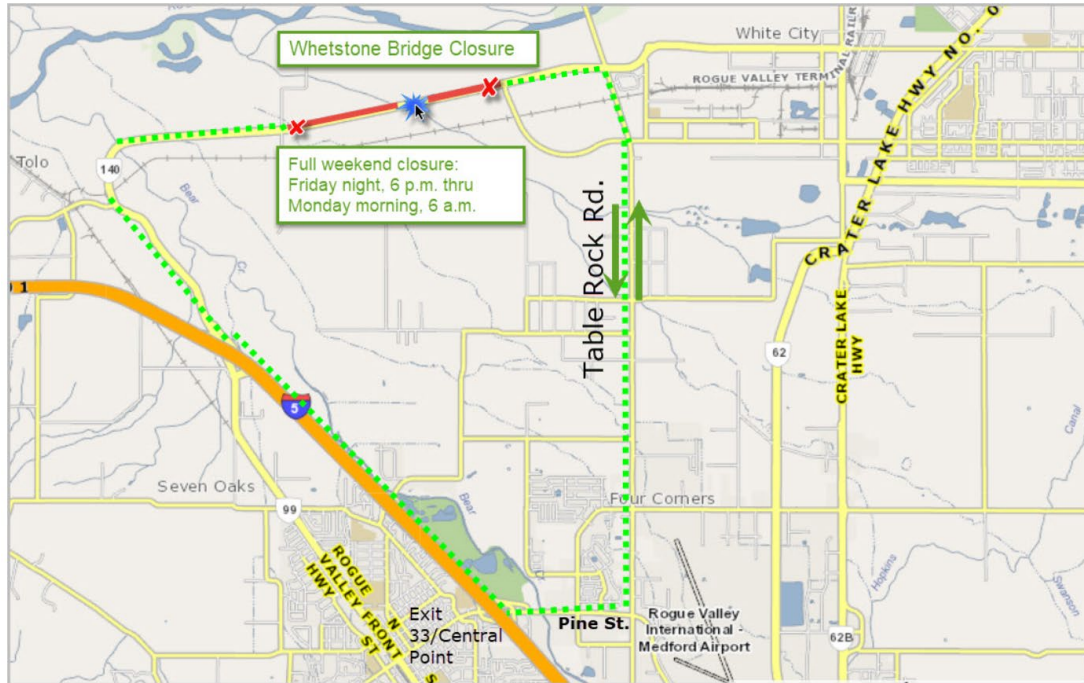 Whetstone Bridge Closure
White City
ROGUE VALLEY TERMINAL RAILR
CRATER LAKE HWY NO.
Tolo
140
Bear
Cr.
Full weekend closure:
Friday night, 6 p.m. thru
Monday morning, 6 a.m.
Table Rock Rd.
CRATER LAKE
HWY
62
5
Canal
Seven Oaks
99
Bear
Four Corners
ROGUE
VALLEY FRONT
HWY
ST
N
S
Hopkins
Swanson
Exit
33/Central
Point
Pine St.
Rogue Valley
International
Medford Airport
62B